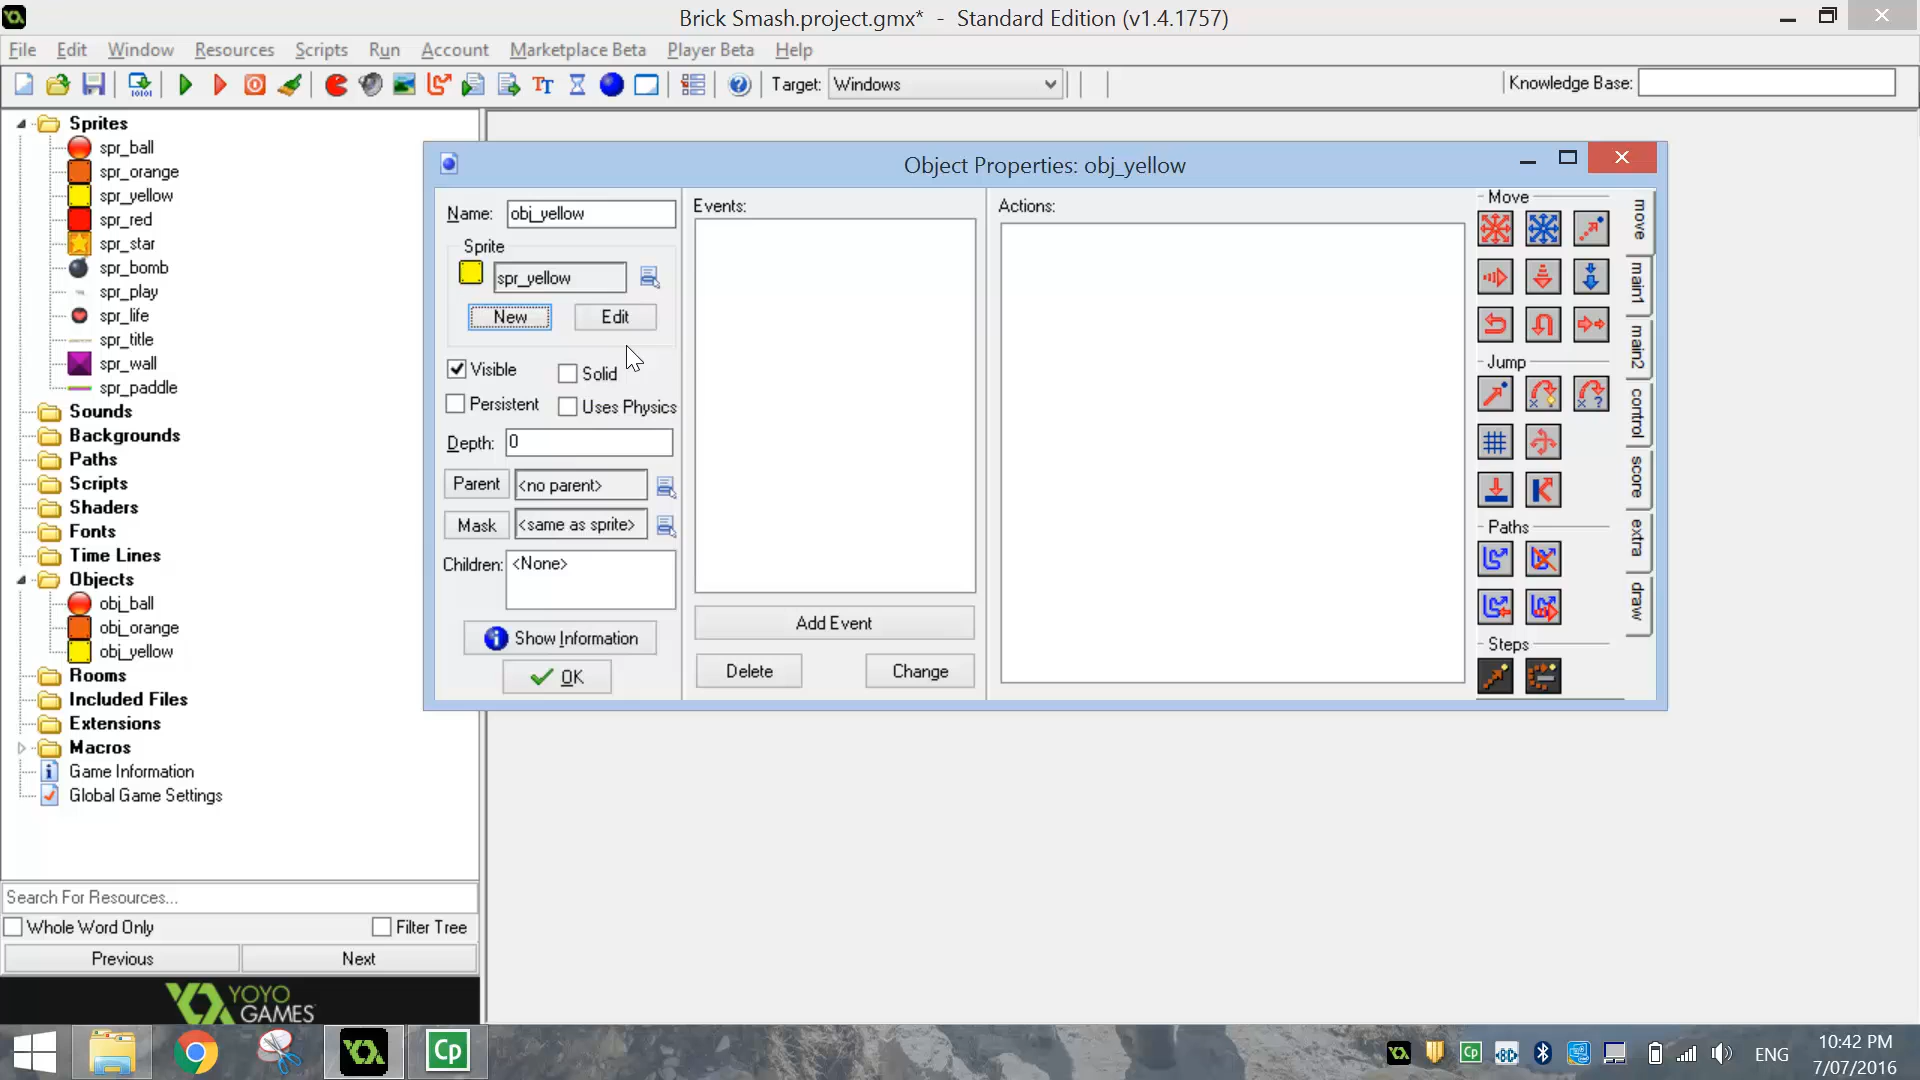 Brick Smash.project.gmx* - Standard Edition (v1.4.1757)
File Edit Window Resources Scripts Run Account Marketplace Beta Player Beta Help
Target: Windows
Knowledge Base:
Sprites
spr_ball
spr_orange
spr_yellow
spr_red
spr_star
spr_bomb
spr_play
spr_life
spr_title
spr_wall
spr_paddle
Sounds
Backgrounds
Paths
Scripts
Shaders
Fonts
Time Lines
Objects
obj_ball
obj_orange
obj_yellow
Rooms
Included Files
Extensions
Macros
Game Information
Global Game Settings
Search For Resources...
Whole Word Only Filter Tree
Previous Next
YOYO
GAMES
Object Properties: obj_yellow
Name: obj_yellow
Sprite
spr_yellow
New Edit
Visible Solid
Persistent Uses Physics
Depth: 0
Parent <no parent>
Mask <same as sprite>
Children: <None>
Show Information
OK
Events:
Add Event
Delete Change
Actions:
Move
Jump
Paths
Steps
move
main1
main2
control
score
extra
draw
Cp
Cp
ENG
10:42 PM
7/07/2016